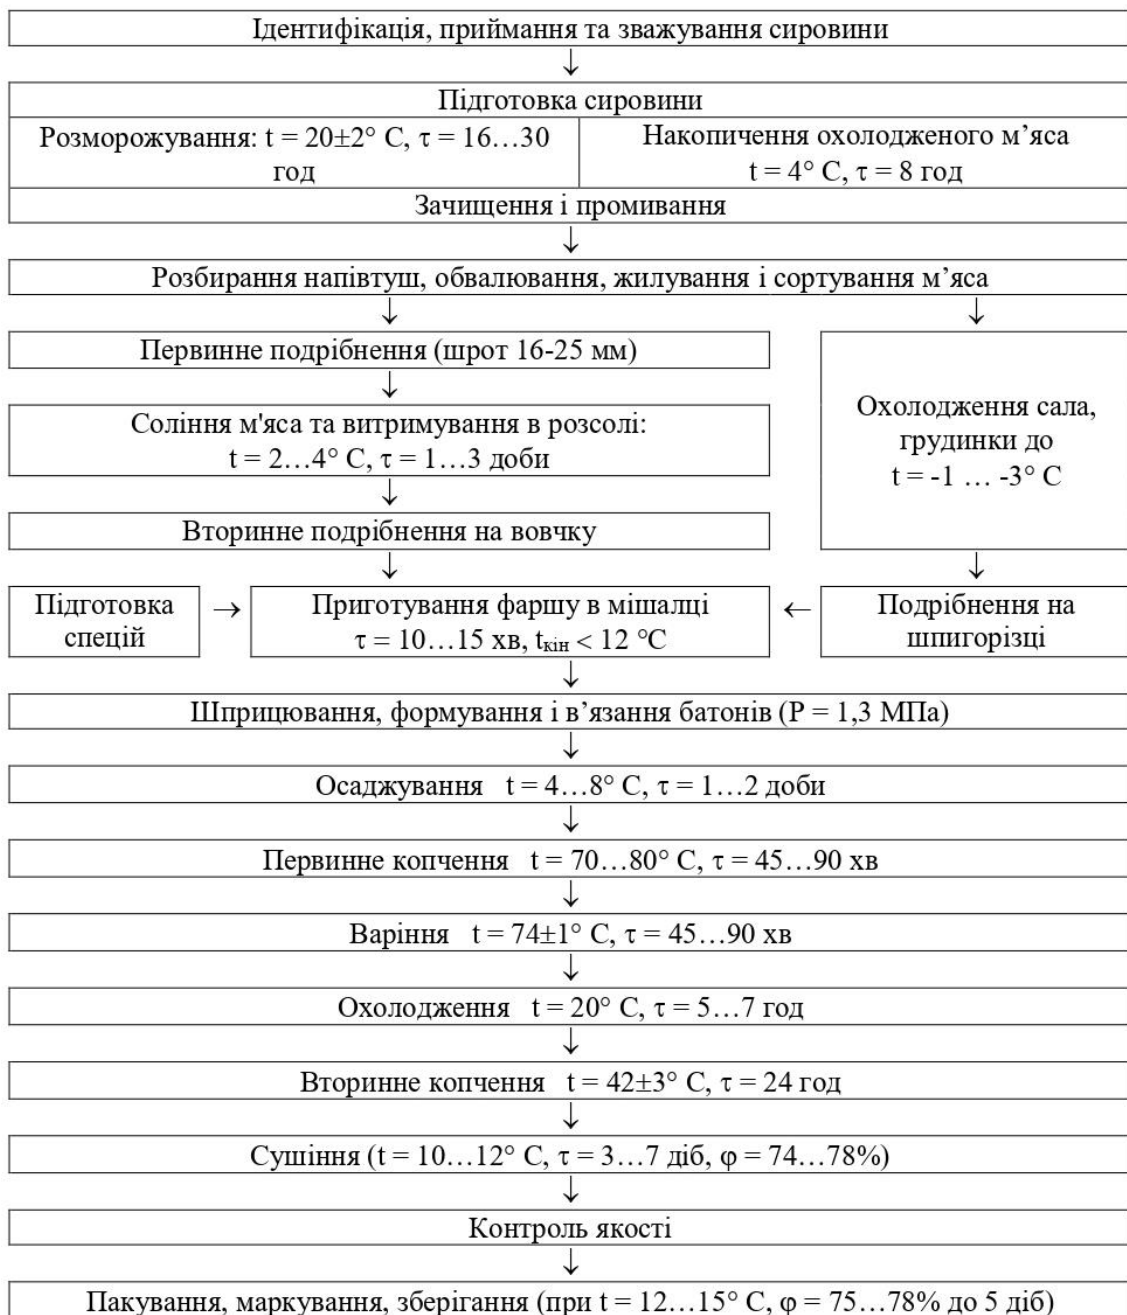 Ідентифікація, приймання та зважування сировини
↓
Підготовка сировини
Розморожування: t = 20±2° C, τ = 16…30
год
Накопичення охолодженого м’яса
t = 4° C, τ = 8 год
Зачищення і промивання
↓
Розбирання напівтуш, обвалювання, жилування і сортування м’яса
↓
Первинне подрібнення (шрот 16-25 мм)
↓
Соління м'яса та витримування в розсолі:
t = 2…4° C, τ = 1…3 доби
↓
Вторинне подрібнення на вовчку
↓
↓
Охолодження сала,
грудинки до
t = -1 … -3° C
↓
Підготовка
спецій
→
Приготування фаршу в мішалці
τ = 10…15 хв, tкін < 12 °C
←
Подрібнення на
шпигорізці
↓
Шприцювання, формування і в’язання батонів (P = 1,3 МПа)
↓
Осаджування t = 4…8° C, τ = 1…2 доби
↓
Первинне копчення t = 70…80° C, τ = 45…90 хв
↓
Варіння t = 74±1° C, τ = 45…90 хв
↓
Охолодження t = 20° C, τ = 5…7 год
↓
Вторинне копчення t = 42±3° C, τ = 24 год
↓
Сушіння (t = 10…12° C, τ = 3…7 діб, φ = 74…78%)
↓
Контроль якості
↓
Пакування, маркування, зберігання (при t = 12…15° C, φ = 75…78% до 5 діб)